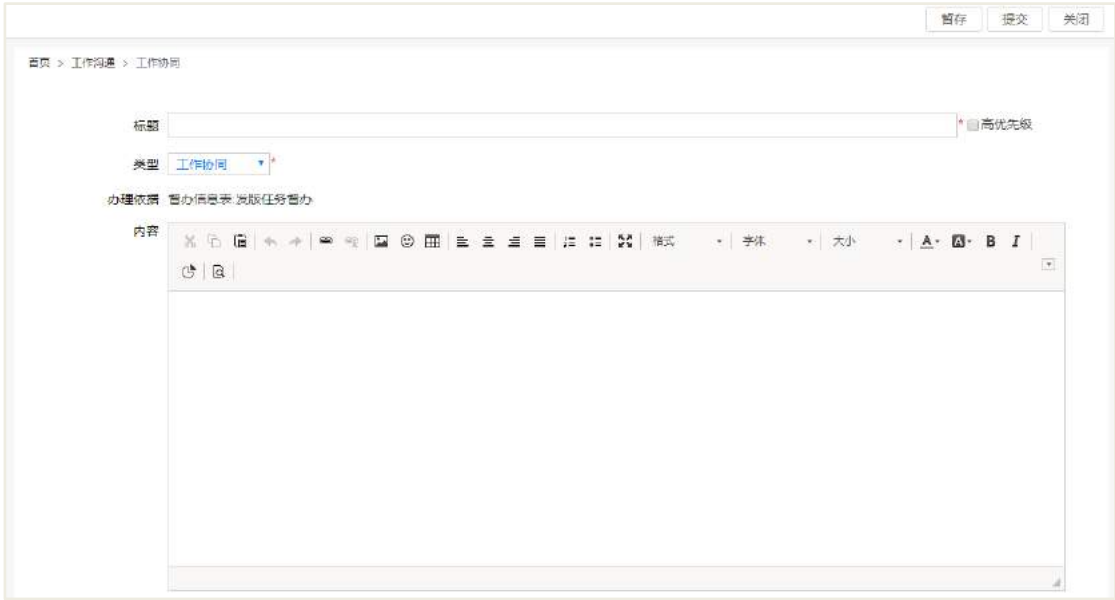 暂存 提交 关闭
首页 > 工作沟通 > 工作协同
标题 * 高优先级
类型 工作协同 *
办理依据 督办信息表.发版任务督办
内容
格式 字体 大小 A A B I